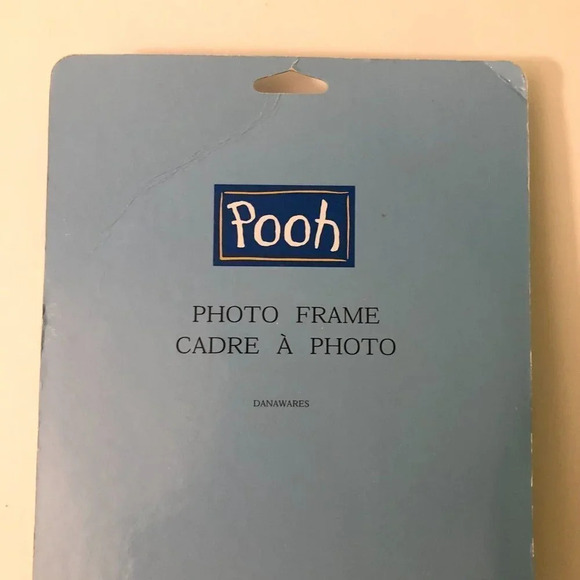 Pooh
PHOTO FRAME
CADRE À PHOTO
DANAWARES